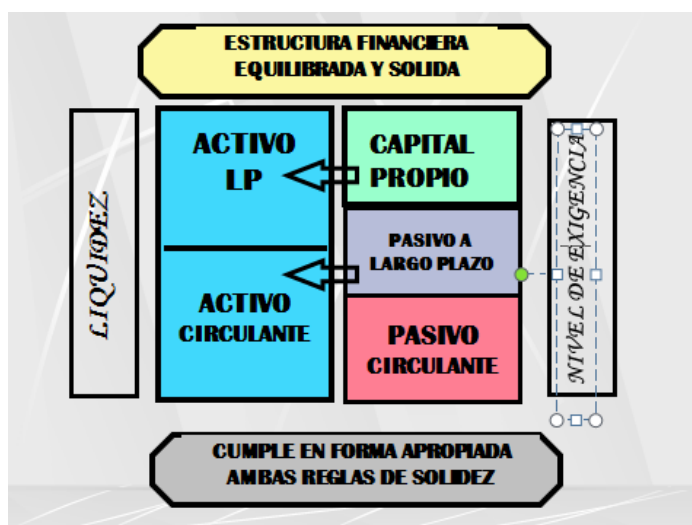 ESTRUCTURA FINANCIERA
EQUILIBRADA Y SOLIDA
LIQUIDEZ
ACTIVO
LP
ACTIVO
CIRCULANTE
CAPITAL
PROPIO
PASIVO A
LARGO PLAZO
PASIVO
CIRCULANTE
NIVEL DE EXIGENCIA
CUMPLE EN FORMA APROPIADA
AMBAS REGLAS DE SOLIDEZ